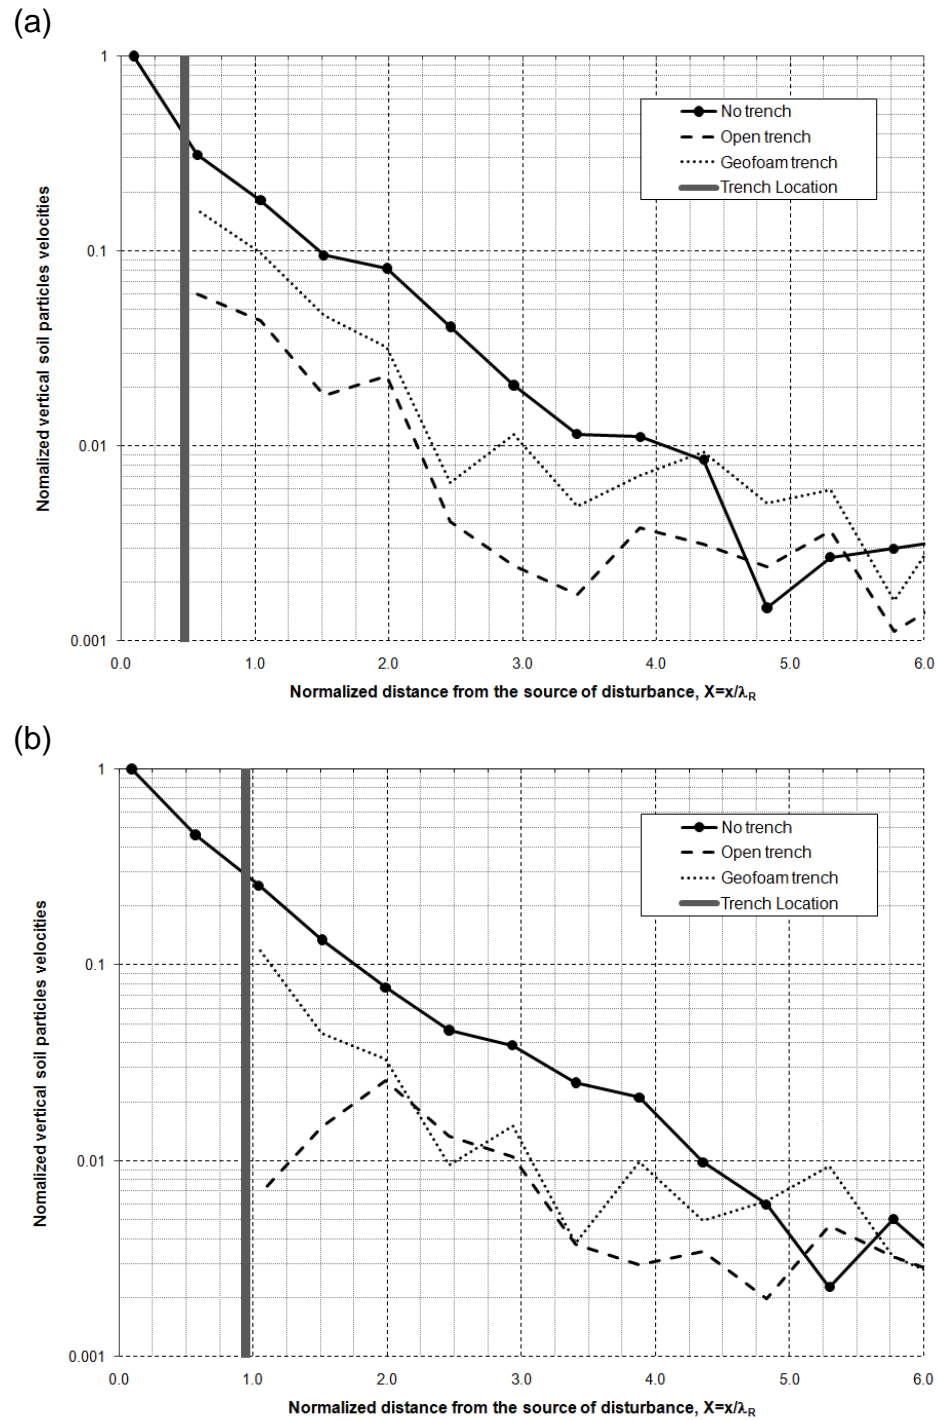 (a)
1
0.1
0.01
0.001
Nomalized vertical soil particles velocities
No trench
Open trench
Geofoam trench
Trench Location
0.0 1.0 2.0 3.0 4.0 5.0 6.0
Normalized distance from the source of disturbance, X=x/λR
(b)
1
0.1
0.01
0.001
Nomalized vertical soil particles velocities
No trench
Open trench
Geofoam trench
Trench Location
0.0 1.0 2.0 3.0 4.0 5.0 6.0
Normalized distance from the source of disturbance, X=x/λR